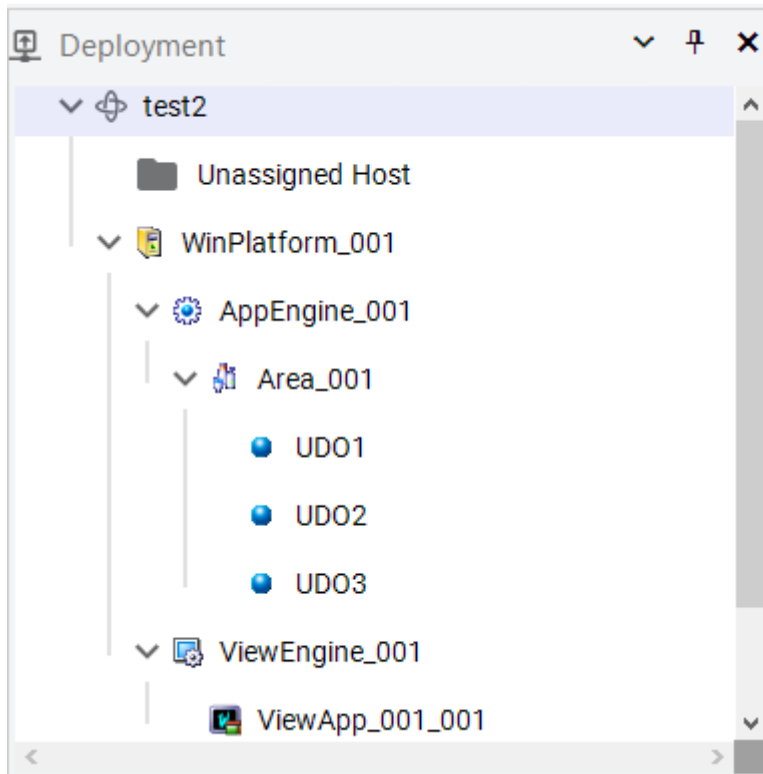 Deployment
test2
Unassigned Host
WinPlatform_001
AppEngine_001
Area_001
UDO1
UDO2
UDO3
ViewEngine_001
ViewApp_001_001